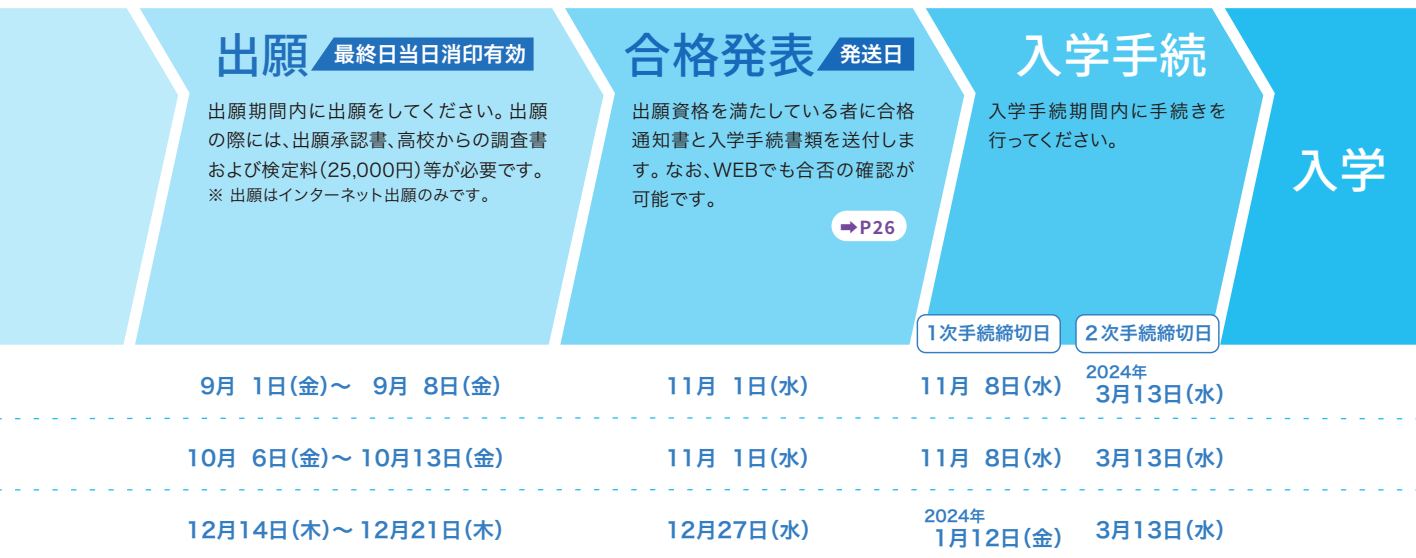 出願 最終日当日消印有効
出願期間内に出願をしてください。出願
の際には、出願承認書、高校からの調査書
および検定料(25,000円)等が必要です。
※ 出願はインターネット出願のみです。
合格発表 発送日
出願資格を満たしている者に合格
通知書と入学手続書類を送付しま
す。なお、WEBでも合否の確認が
可能です。
➡P26
入学手続
入学手続期間内に手続きを
行ってください。
入学
1次手続締切日 2次手続締切日
9月 1日(金)〜 9月 8日(金) 11月 1日(水) 11月 8日(水) 2024年 3月13日(水)
10月 6日(金)〜10月13日(金) 11月 1日(水) 11月 8日(水) 3月13日(水)
12月14日(木)〜12月21日(木) 12月27日(水) 2024年 1月12日(金) 3月13日(水)